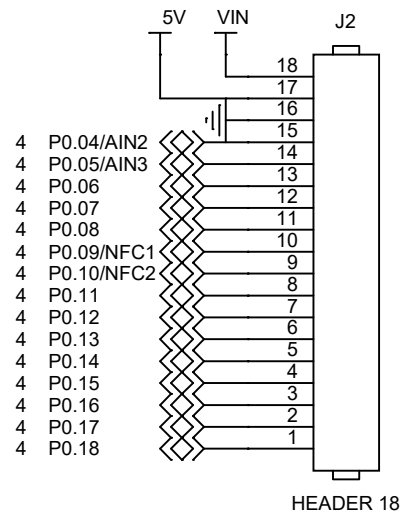 5V VIN J2
18
17
16
15
4 P0.04/AIN2 14
4 P0.05/AIN3 13
4 P0.06 12
4 P0.07 11
4 P0.08 10
4 P0.09/NFC1 9
4 P0.10/NFC2 8
4 P0.11 7
4 P0.12 6
4 P0.13 5
4 P0.14 4
4 P0.15 3
4 P0.16 2
4 P0.17 1
4 P0.18
HEADER 18